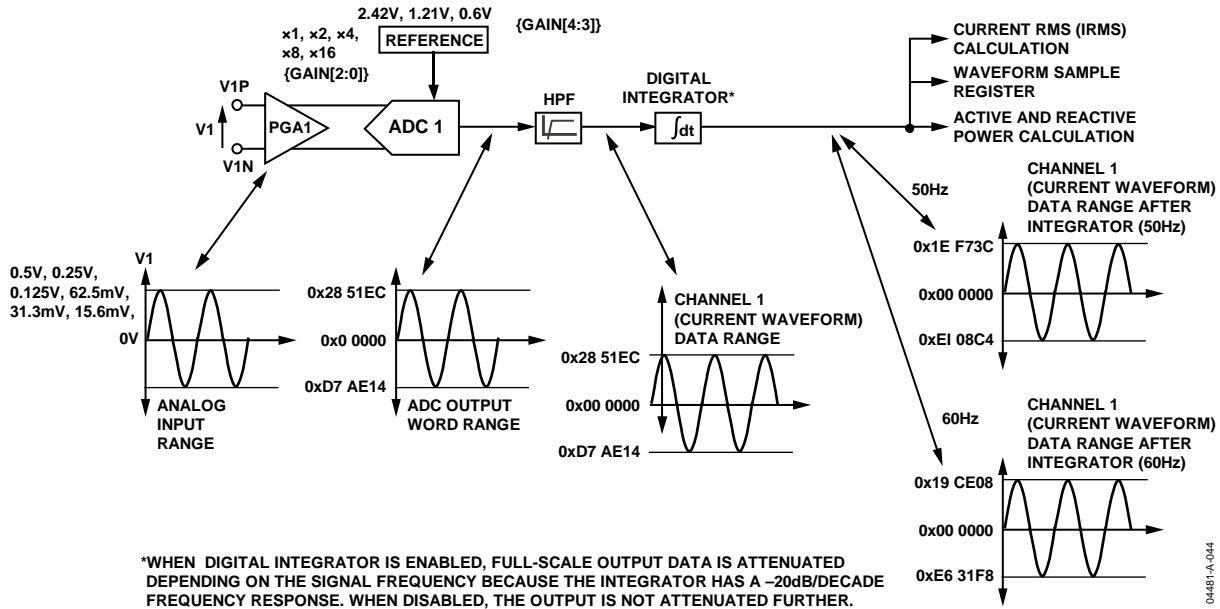 2.42V, 1.21V, 0.6V
{GAIN[4:3]}
×1, ×2, ×4,
×8, ×16
{GAIN[2:0]}
REFERENCE
V1P
V1
V1N
PGA1
ADC 1
HPF
DIGITAL
INTEGRATOR*
∫dt
CURRENT RMS (IRMS)
CALCULATION
WAVEFORM SAMPLE
REGISTER
ACTIVE AND REACTIVE
POWER CALCULATION
V1
0.5V, 0.25V,
0.125V, 62.5mV,
31.3mV, 15.6mV,
0V
ANALOG
INPUT
RANGE
0x28 51EC
0x0 0000
0xD7 AE14
ADC OUTPUT
WORD RANGE
CHANNEL 1
(CURRENT WAVEFORM)
DATA RANGE
0x28 51EC
0x00 0000
0xD7 AE14
50Hz
CHANNEL 1
(CURRENT WAVEFORM)
DATA RANGE AFTER
INTEGRATOR (50Hz)
0x1E F73C
0x00 0000
0xEI 08C4
60Hz
CHANNEL 1
(CURRENT WAVEFORM)
DATA RANGE AFTER
INTEGRATOR (60Hz)
0x19 CE08
0x00 0000
0xE6 31F8
*WHEN DIGITAL INTEGRATOR IS ENABLED, FULL-SCALE OUTPUT DATA IS ATTENUATED
DEPENDING ON THE SIGNAL FREQUENCY BECAUSE THE INTEGRATOR HAS A –20dB/DECADE
FREQUENCY RESPONSE. WHEN DISABLED, THE OUTPUT IS NOT ATTENUATED FURTHER.
04481-A-044